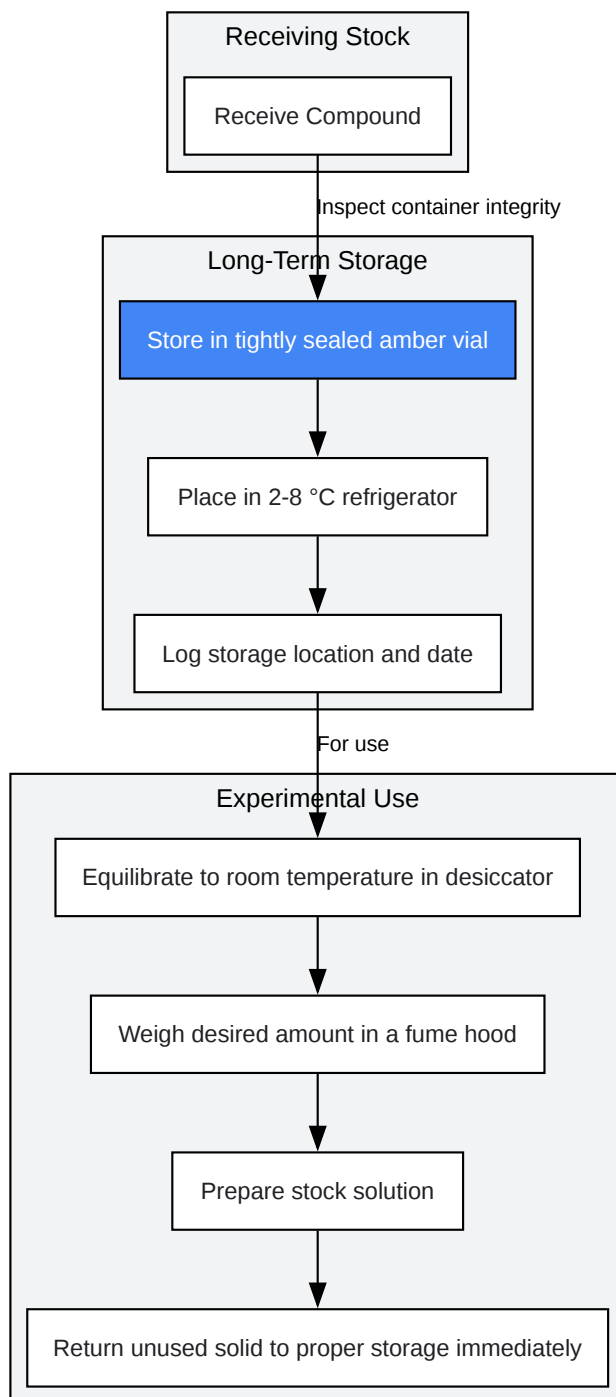 Receiving Stock
Receive Compound
Inspect container integrity
Long-Term Storage
Store in tightly sealed amber vial
Place in 2-8 °C refrigerator
Log storage location and date
For use
Experimental Use
Equilibrate to room temperature in desiccator
Weigh desired amount in a fume hood
Prepare stock solution
Return unused solid to proper storage immediately